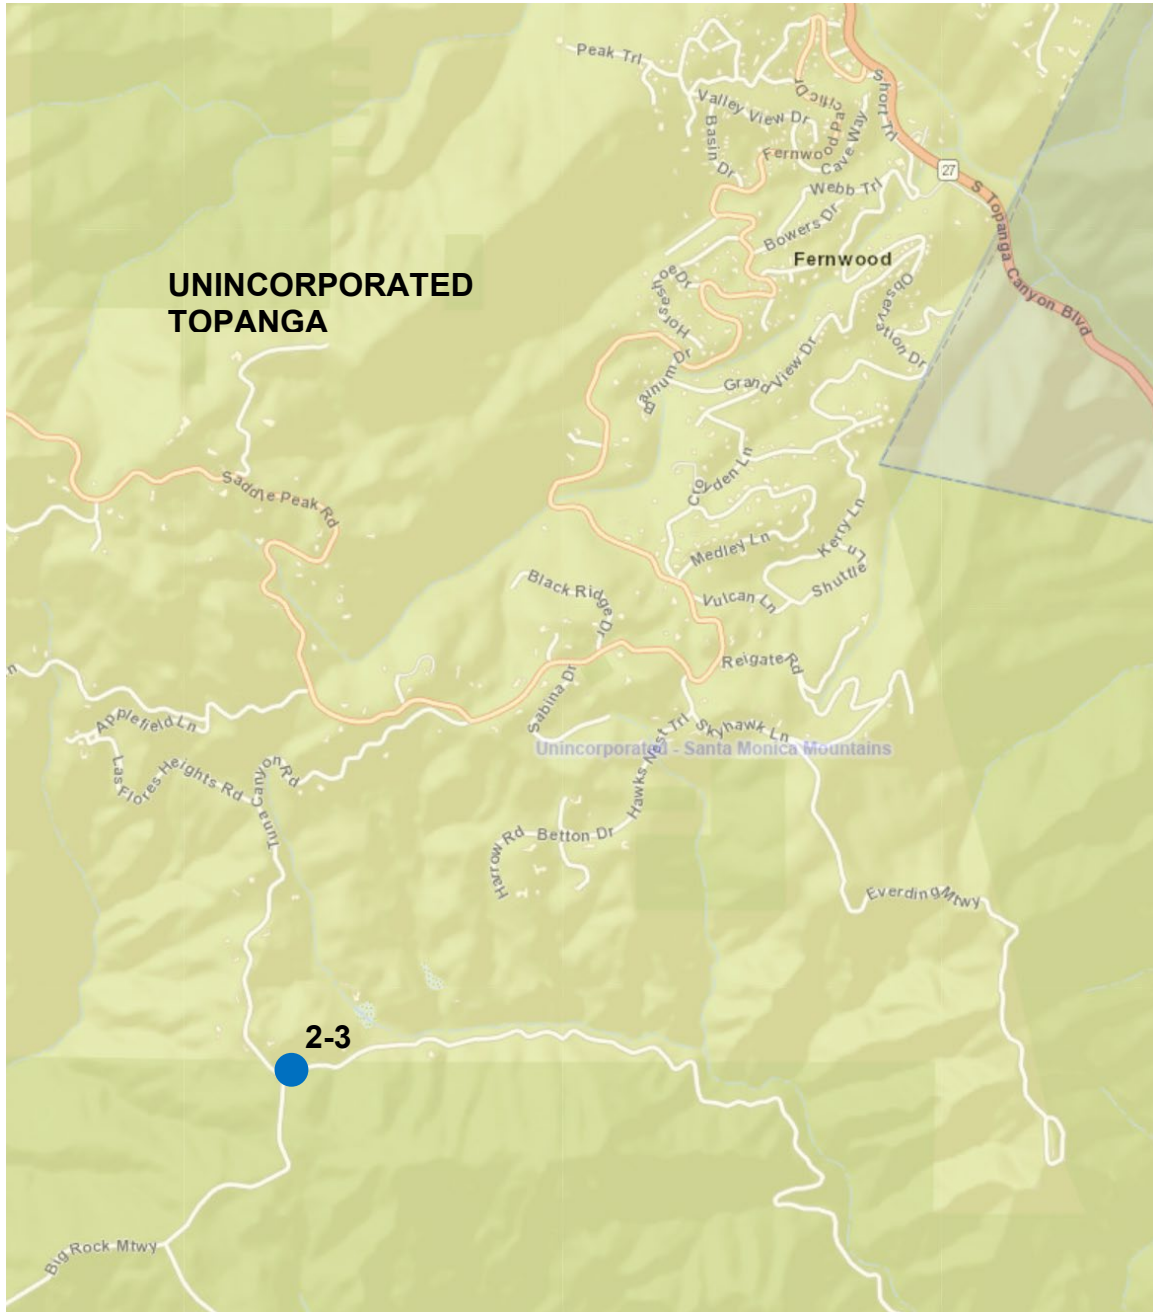 Peak Trl
Short Trl
Valley View Dr
Basin Dr
Fernwood Pacific Dr
Cave Way
27
Webb Trl
S Topanga Canyon Blvd
Bowers Dr
Fernwood
UNINCORPORATED
TOPANGA
Horseshoe Dr
Observation Dr
Bainum Dr
Grand View Dr
Saddle Peak Rd
Croyden Ln
Kerry Ln
Medley Ln
Shuttle Ln
Black Ridge Dr
Vulcan Ln
Reigate Rd
n
Sabina Dr
Applefield Ln
Skyhawk Ln
Unincorporated - Santa Monica Mountains
Hawks Nest Trl
Las Flores Heights Rd
Tuna Canyon Rd
Betton Dr
Harrow Rd
Everding Mtwy
2-3
Big Rock Mtwy